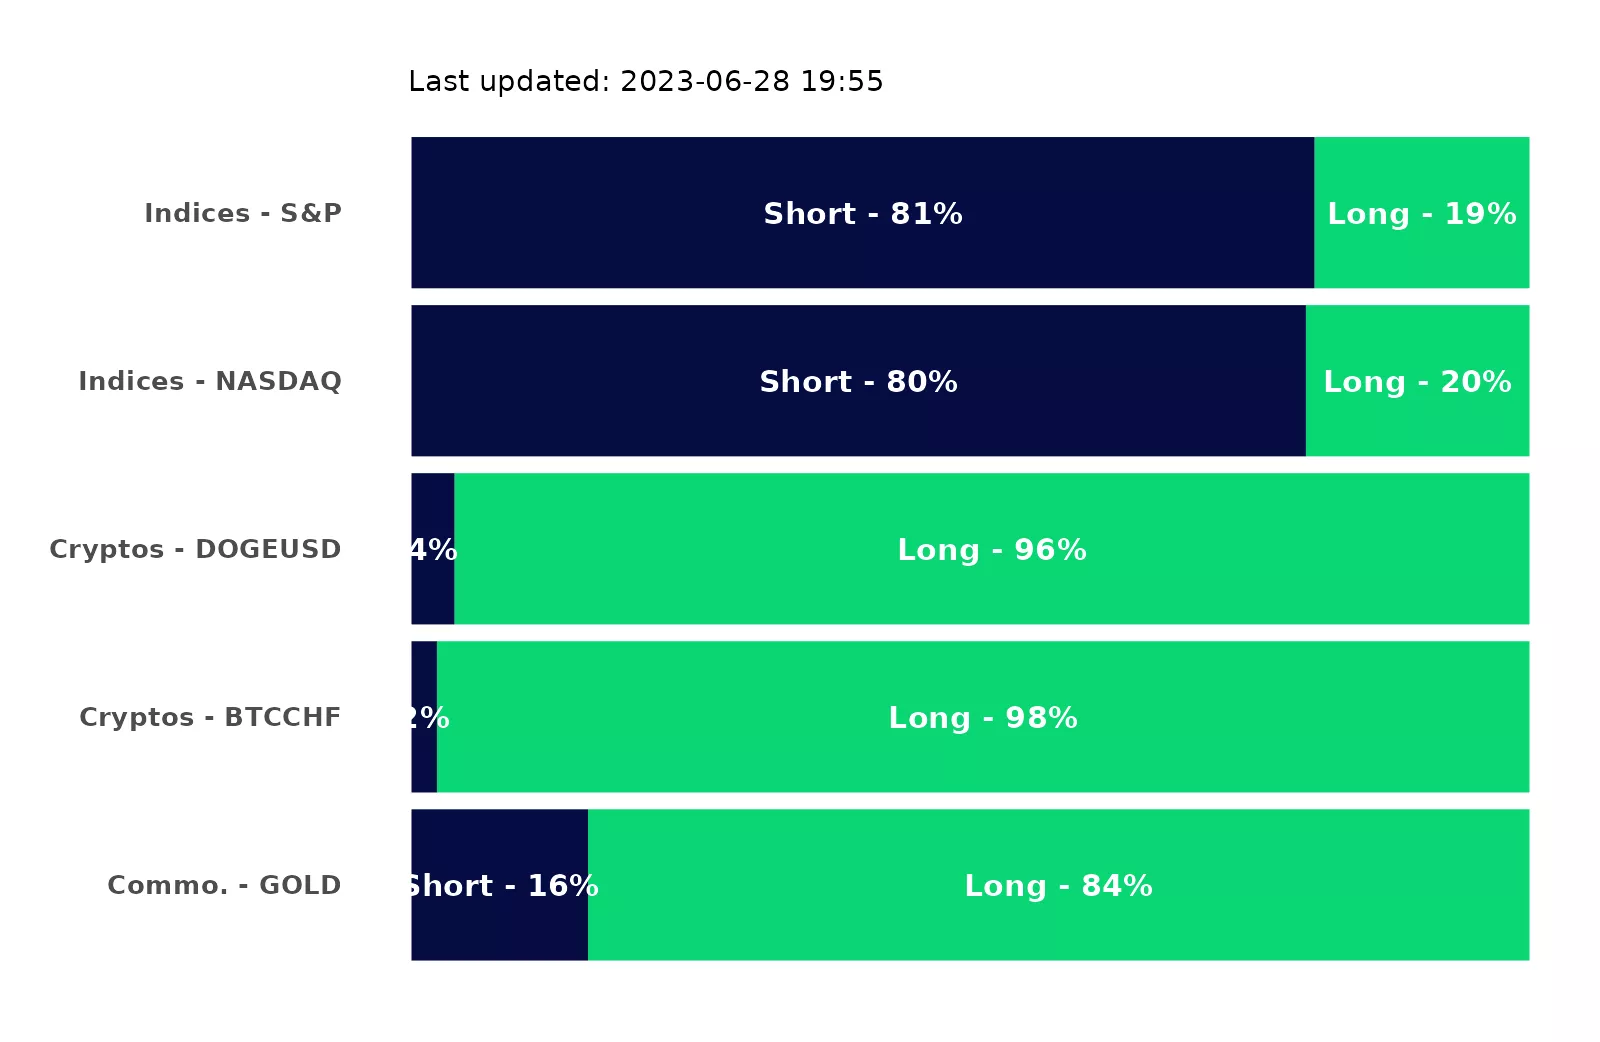 Last updated: 2023-06-28 19:55
Indices - S&P
Short - 81%
Long - 19%
Indices - NASDAQ
Short - 80%
Long - 20%
Cryptos - DOGEUSD
4%
Long - 96%
Cryptos - BTCCHF
2%
Long - 98%
Commo. - GOLD
Short - 16%
Long - 84%